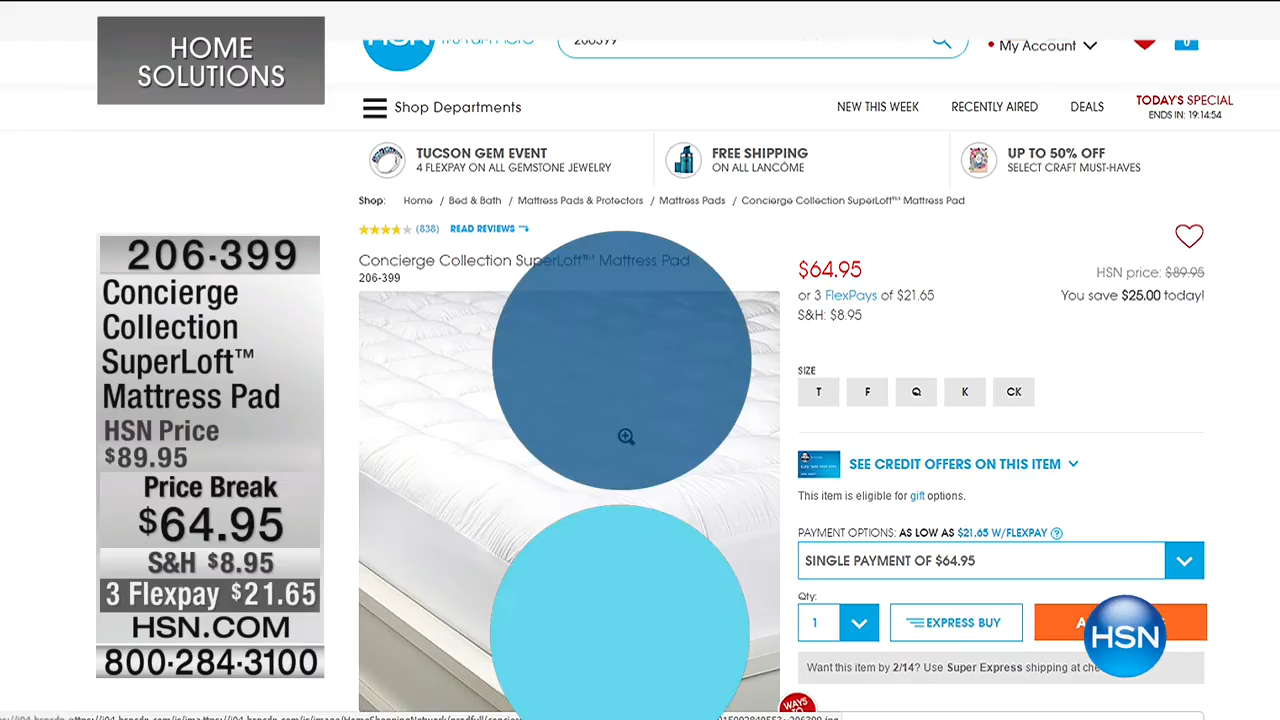 HOME
SOLUTIONS
HSN
206399
My Account
0
Shop Departments
NEW THIS WEEK
RECENTLY AIRED
DEALS
TODAY'S SPECIAL
ENDS IN: 19:14:54
TUCSON GEM EVENT
4 FLEXPAY ON ALL GEMSTONE JEWELRY
FREE SHIPPING
ON ALL LANCÔME
UP TO 50% OFF
SELECT CRAFT MUST-HAVES
Shop: Home / Bed & Bath / Mattress Pads & Protectors / Mattress Pads / Concierge Collection SuperLoft™ Mattress Pad
(838) READ REVIEWS
Concierge Collection SuperLoft™ Mattress Pad
206-399
206-399
Concierge
Collection
SuperLoft™
Mattress Pad
HSN Price
$89.95
Price Break
$64.95
S&H $8.95
3 Flexpay $21.65
HSN.COM
800-284-3100
$64.95
HSN price: $89.95
or 3 FlexPays of $21.65
You save $25.00 today!
S&H: $8.95
SIZE
T F Q K CK
SEE CREDIT OFFERS ON THIS ITEM
This item is eligible for gift options.
PAYMENT OPTIONS: AS LOW AS $21.65 W/FLEXPAY ?
SINGLE PAYMENT OF $64.95
Qty:
1
EXPRESS BUY
HSN
Want this item by 2/14? Use Super Express shipping at
WAYS